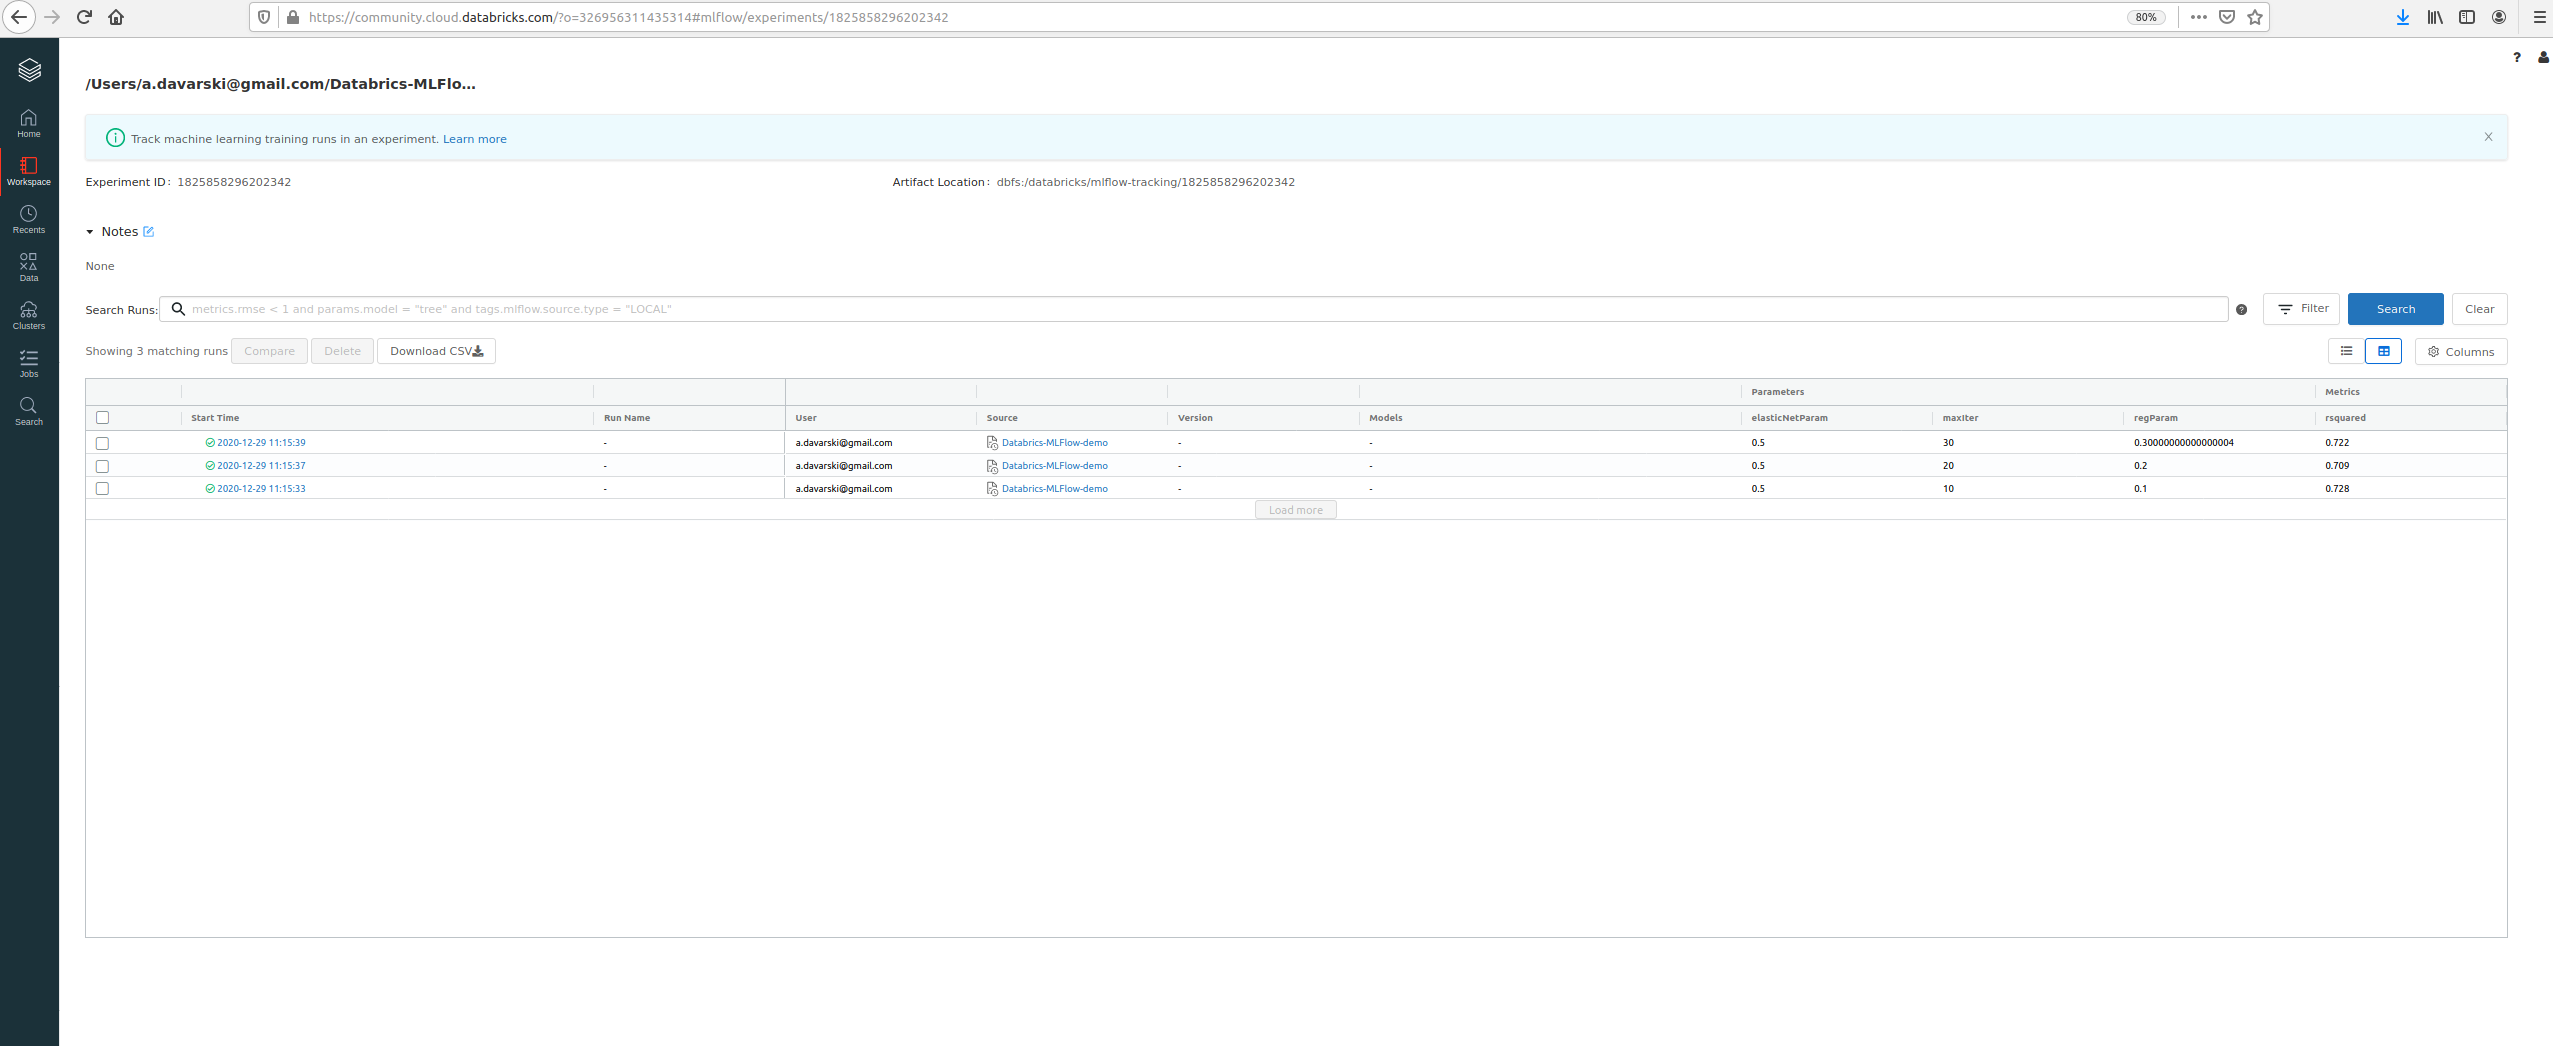 https://community.cloud.databricks.com/?o=326956311435314#mlflow/experiments/1825858296202342 80%
?
/Users/a.davarski@gmail.com/Databrics-MLFlo...
Home
Track machine learning training runs in an experiment. Learn more
Workspace
Experiment ID: 1825858296202342 Artifact Location: dbfs:/databricks/mlflow-tracking/1825858296202342
Recents
Notes
None
Data
Search Runs: metrics.rmse < 1 and params.model = "tree" and tags.mlflow.source.type = "LOCAL" ? Filter Search Clear
Clusters
Showing 3 matching runs Compare Delete Download CSV Columns
Jobs
Parameters Metrics
Start Time Run Name User Source Version Models elasticNetParam maxIter regParam rsquared
Search
2020-12-29 11:15:39 - a.davarski@gmail.com Databrics-MLFlow-demo - - 0.5 30 0.30000000000000004 0.722
2020-12-29 11:15:37 - a.davarski@gmail.com Databrics-MLFlow-demo - - 0.5 20 0.2 0.709
2020-12-29 11:15:33 - a.davarski@gmail.com Databrics-MLFlow-demo - - 0.5 10 0.1 0.728
Load more